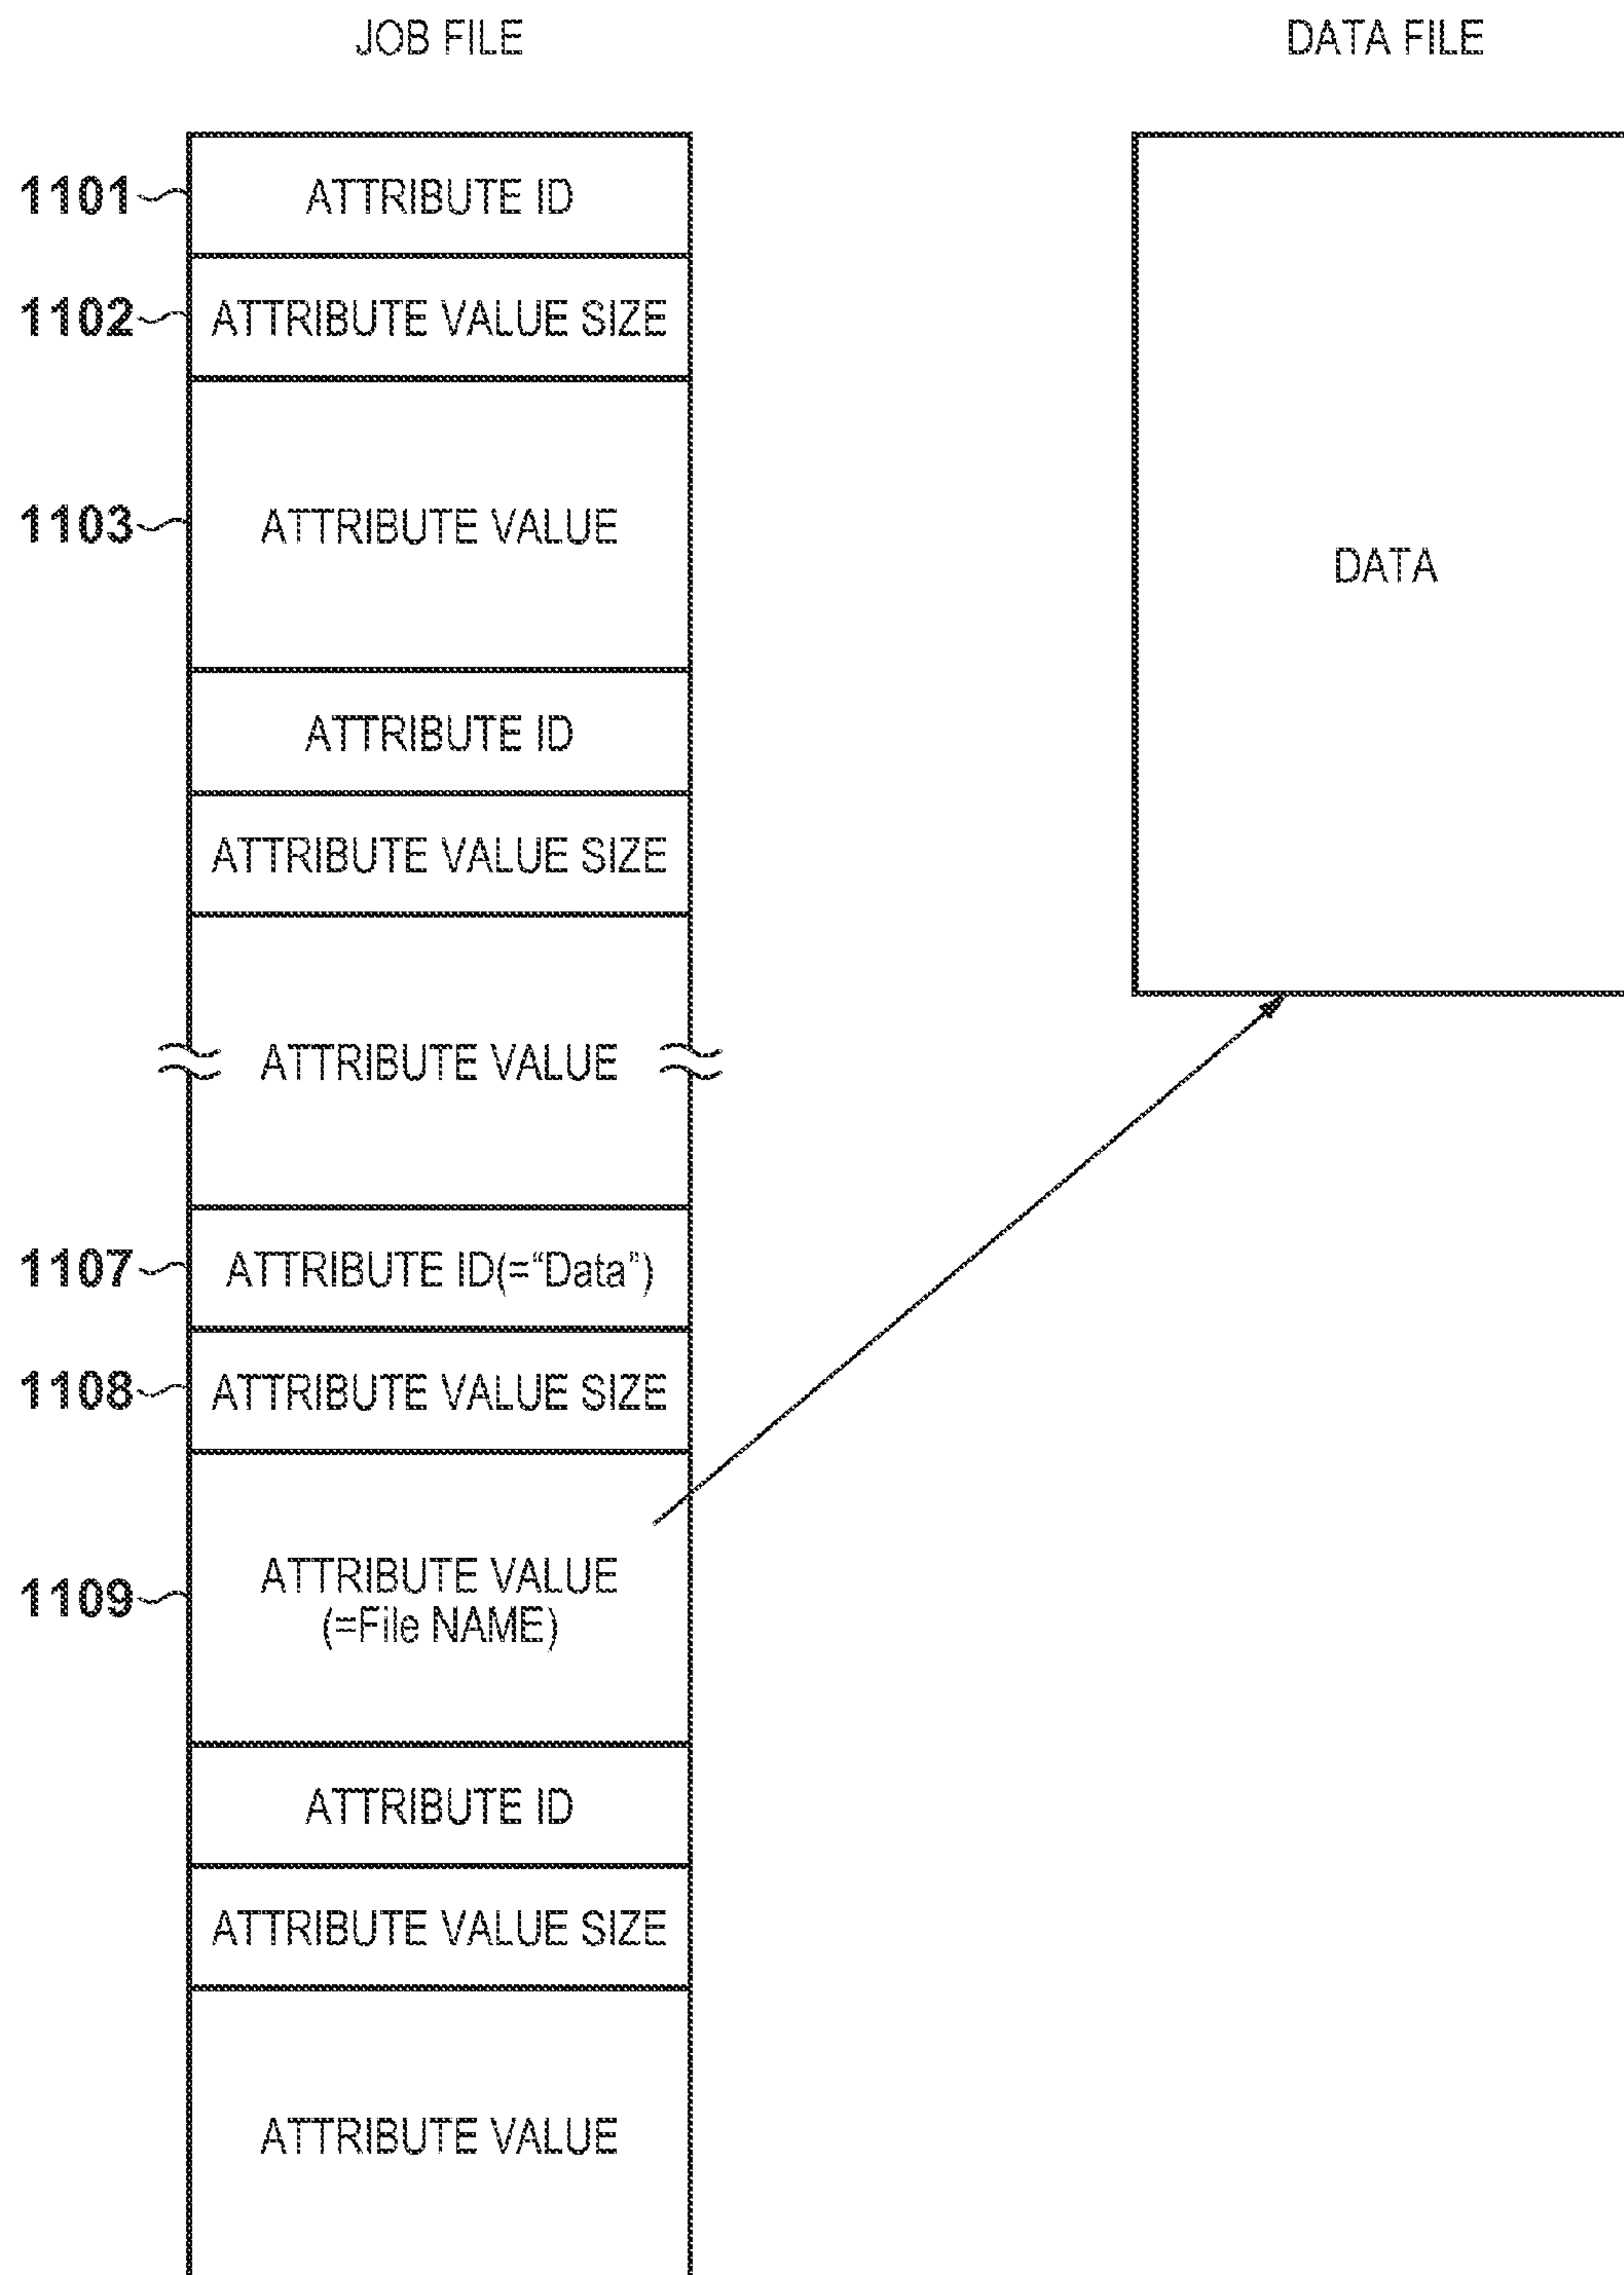 JOB FILE
DATA FILE
1101
ATTRIBUTE ID
1102
ATTRIBUTE VALUE SIZE
1103
ATTRIBUTE VALUE
DATA
ATTRIBUTE ID
ATTRIBUTE VALUE SIZE
ATTRIBUTE VALUE
1107
ATTRIBUTE ID(=“Data”)
1108
ATTRIBUTE VALUE SIZE
1109
ATTRIBUTE VALUE
(=File NAME)
ATTRIBUTE ID
ATTRIBUTE VALUE SIZE
ATTRIBUTE VALUE